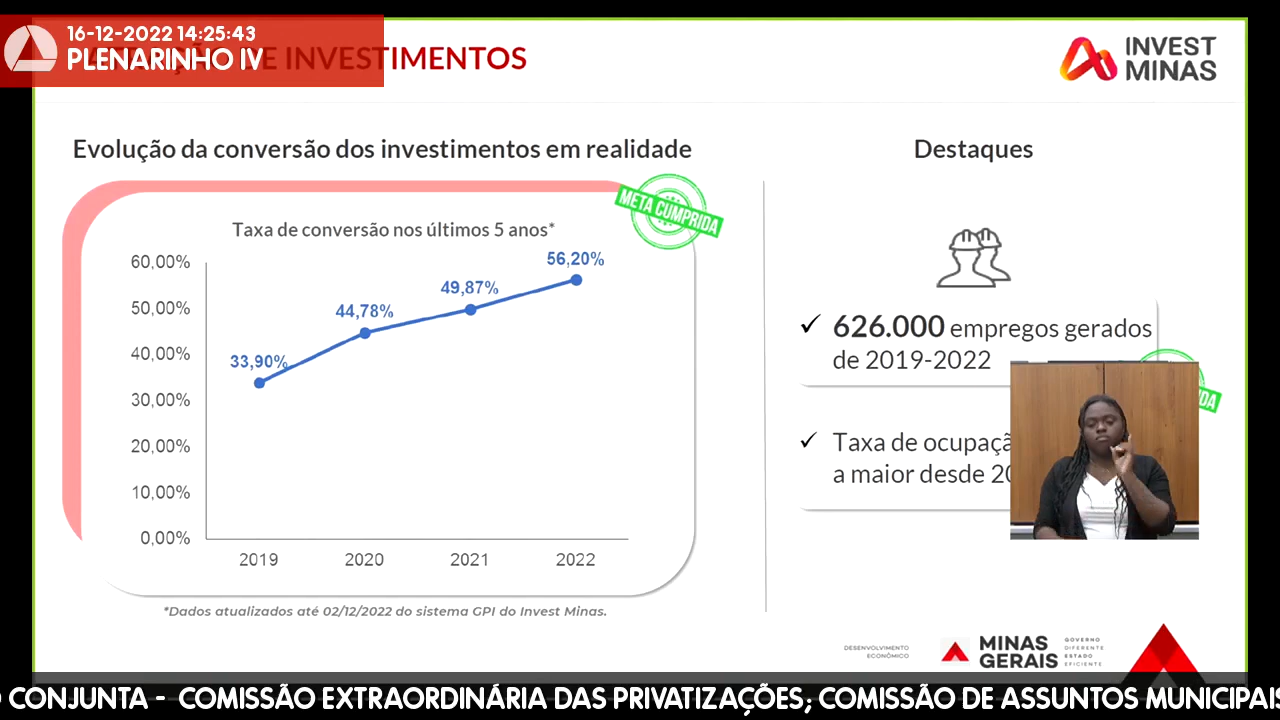 16-12-2022 14:25:43
PLENARINHO IV
DE INVESTIMENTOS
INVEST
MINAS
Evolução da conversão dos investimentos em realidade
Destaques
META CUMPRIDA
Taxa de conversão nos últimos 5 anos*
60,00%
50,00%
40,00%
30,00%
20,00%
10,00%
0,00%
33,90%
44,78%
49,87%
56,20%
2019
2020
2021
2022
*Dados atualizados até 02/12/2022 do sistema GPI do Invest Minas.
626.000 empregos gerados
de 2019-2022
Taxa de
a maior desde
DESENVOLVIMENTO
ECONÔMICO
MINAS
GERAIS
GOVERNO
DIFERENTE
ESTADO
EFICIENTE
CONJUNTA - COMISSÃO EXTRAORDINÁRIA DAS PRIVATIZAÇÕES; COMISSÃO DE ASSUNTOS MUNICIPAIS